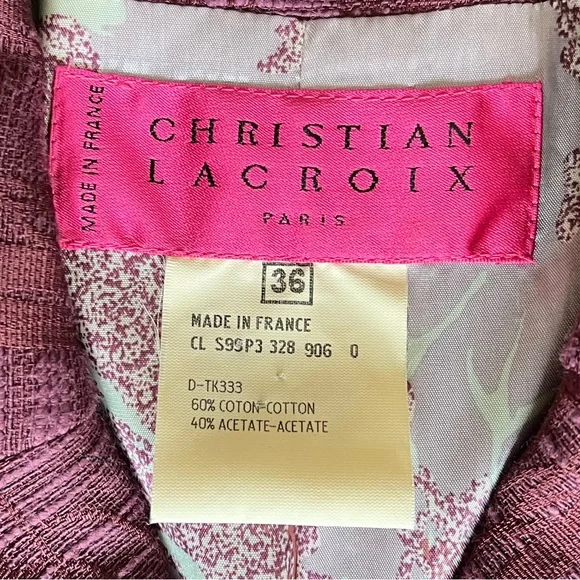 MADE IN FRANCE
CHRISTIAN
LACROIX
PARIS
36
MADE IN FRANCE
CL S99P3 328 906 0
D-TK333
60% COTON-COTTON
40% ACETATE-ACETATE